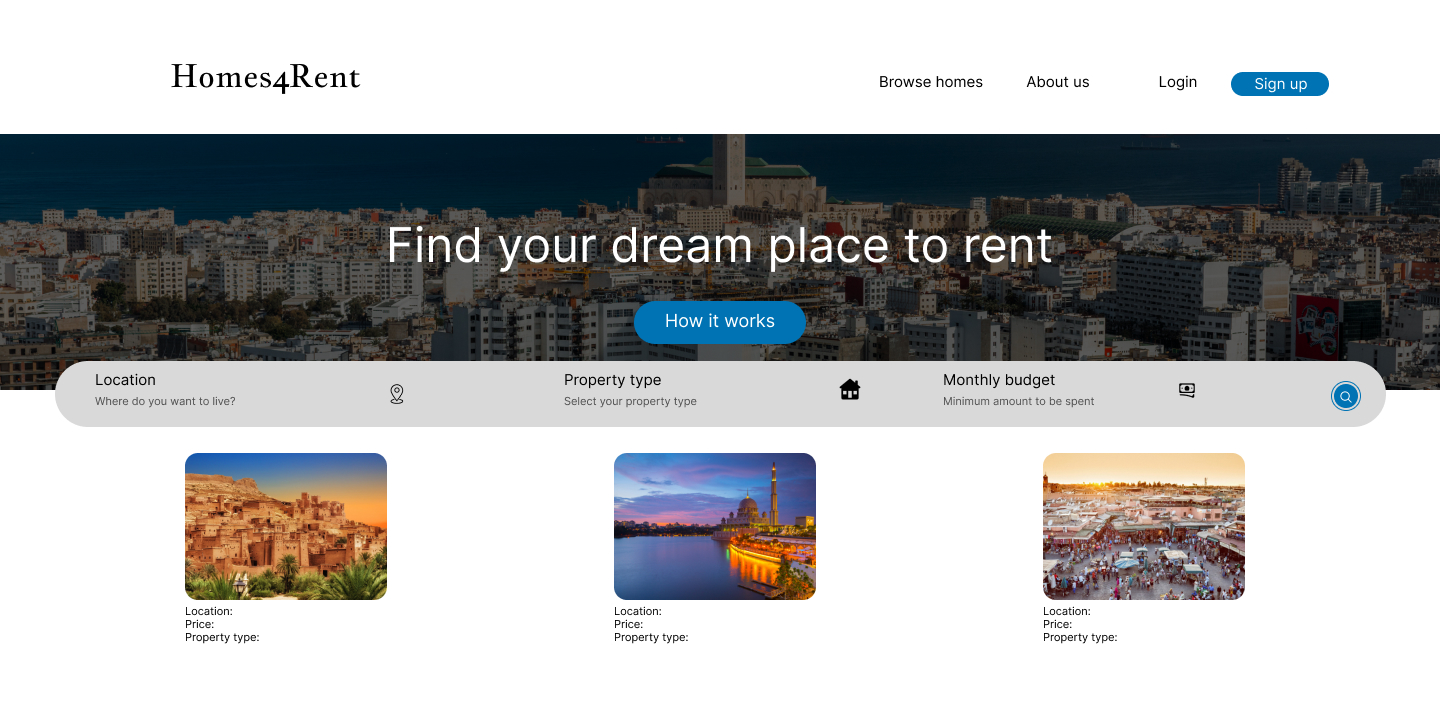 Homes4Rent
Browse homes
About us
Login
Sign up
Find your dream place to rent
How it works
Location
Where do you want to live?
Property type
Select your property type
Monthly budget
Minimum amount to be spent
Location:
Price:
Property type:
Location:
Price:
Property type:
Location:
Price:
Property type: